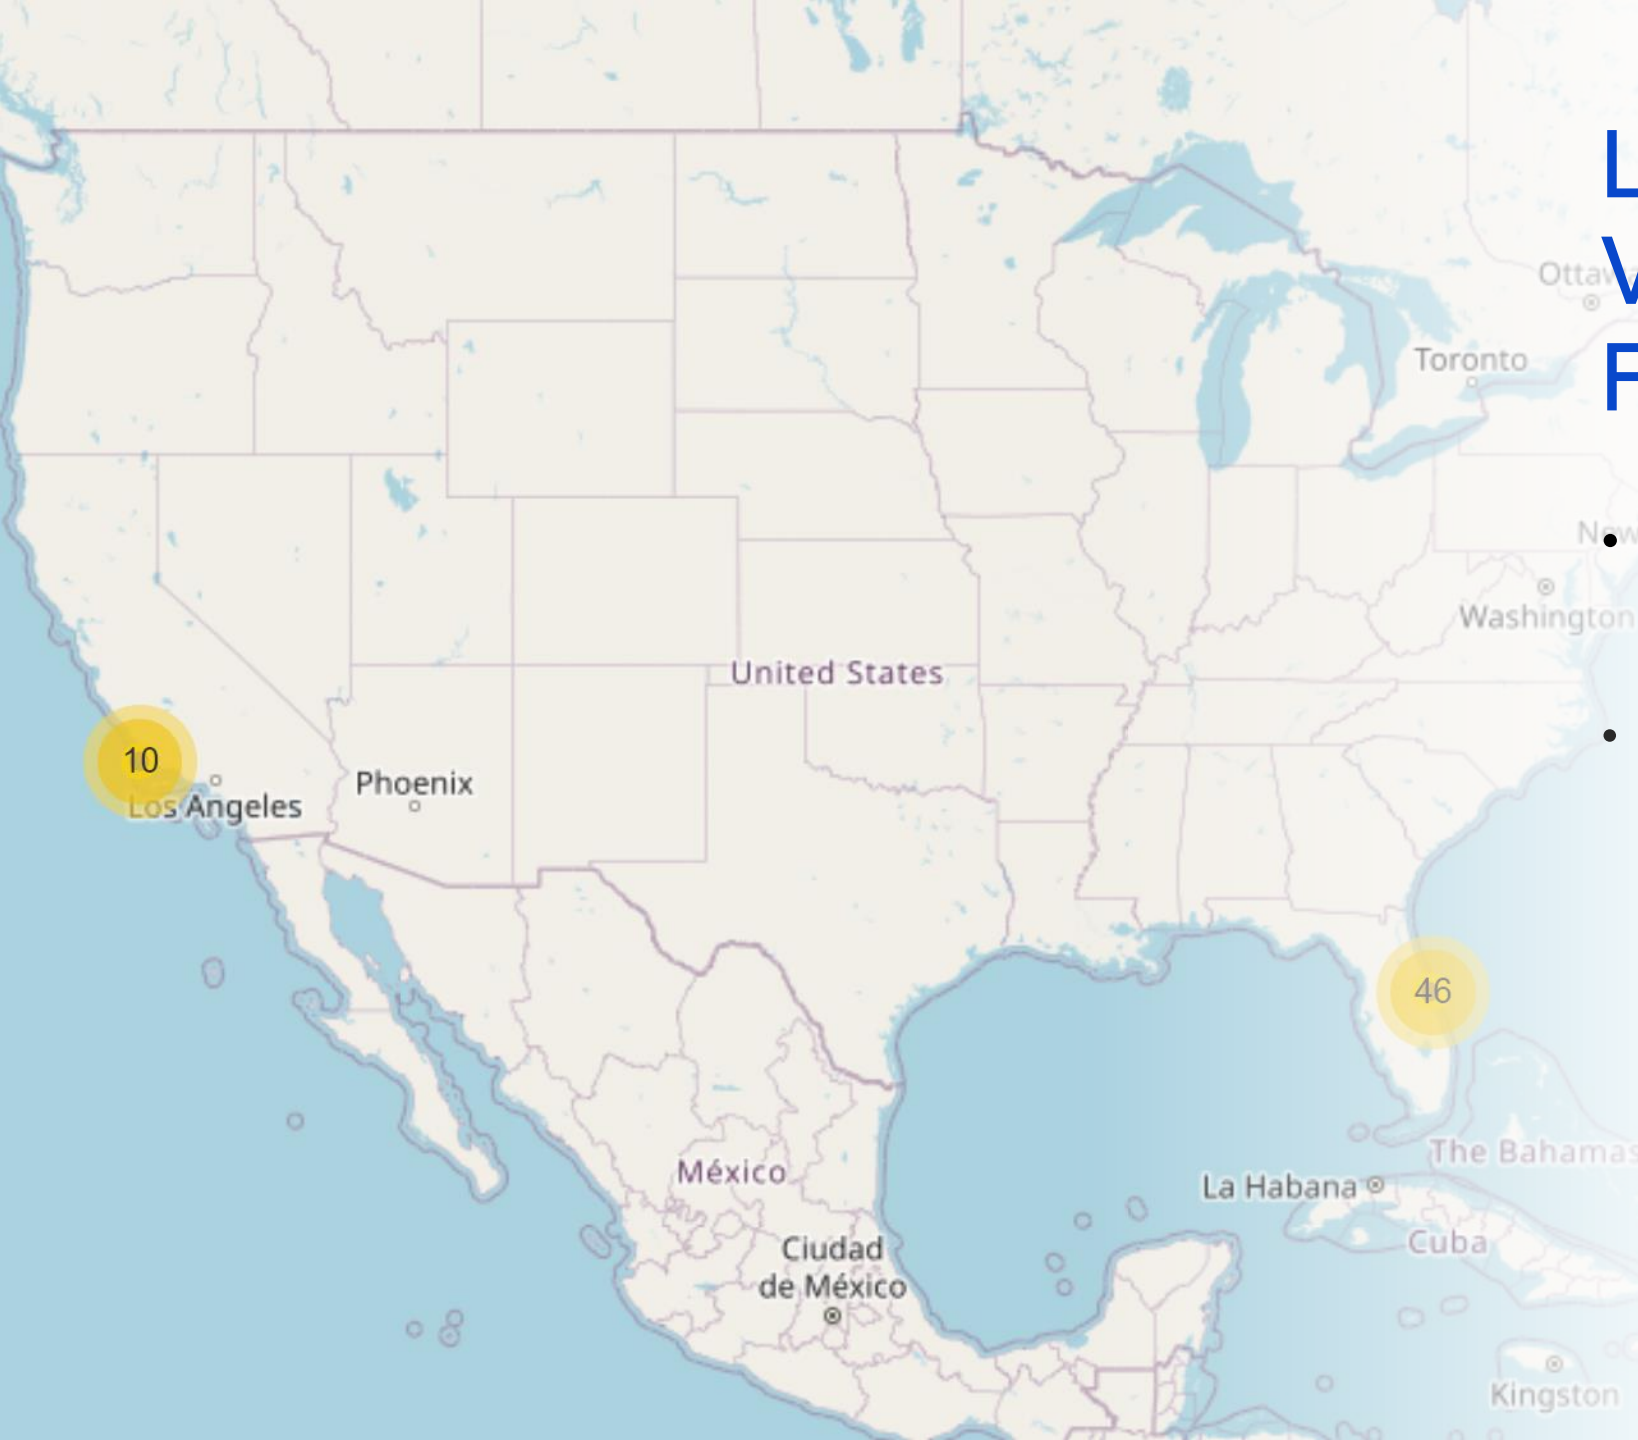 L
V
F
Toronto
Washington
United States
10
Los Angeles
Phoenix
46
México
The Bahamas
La Habana
Ciudad
de México
Cuba
Kingston